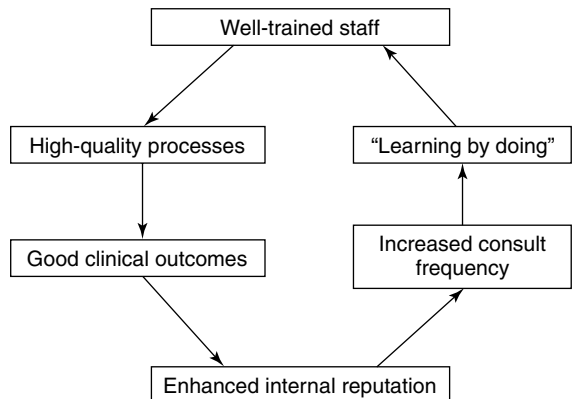 Well-trained staff
High-quality processes
“Learning by doing”
Good clinical outcomes
Increased consult
frequency
Enhanced internal reputation